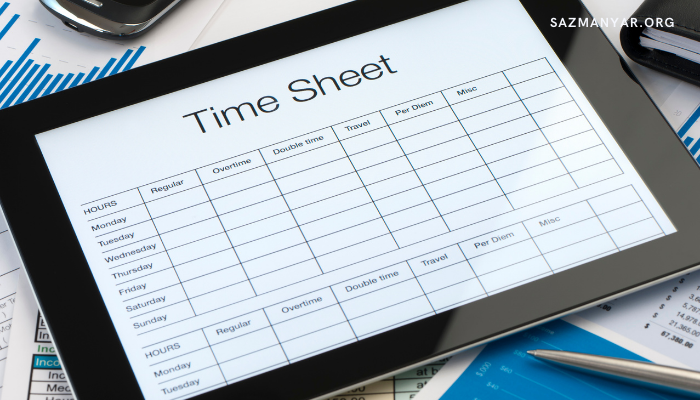 SAZMANYAR.ORG
Time Sheet
HOURS Regular Overtime Double time Travel Per Diem Misc
Monday
Tuesday
Wednesday
Thursday
Friday
Saturday
Sunday
HOURS Regular Overtime Double time Travel Per Diem Misc
Monday
Tuesday